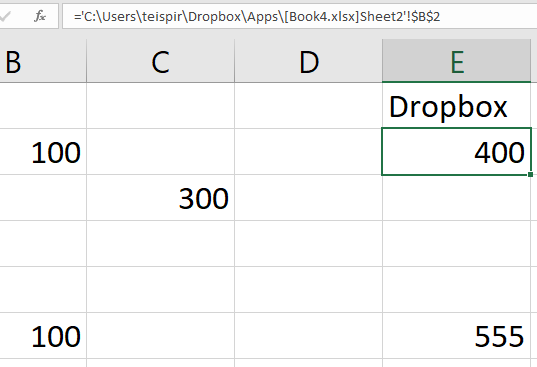 fx ='C:\Users\teispir\Dropbox\Apps\[Book4.xlsx]Sheet2'!$B$2
B C D E
Dropbox
100 400
300
100 555